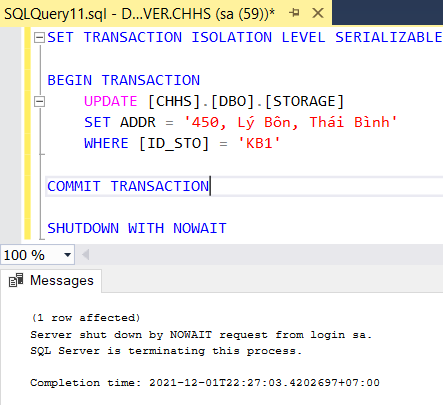 SQLQuery11.sql - D...VER.CHHS (sa (59))*
SET TRANSACTION ISOLATION LEVEL SERIALIZABLE
BEGIN TRANSACTION
UPDATE [CHHS].[DBO].[STORAGE]
SET ADDR = '450, Lý Bôn, Thái Bình'
WHERE [ID_STO] = 'KB1'
COMMIT TRANSACTION
SHUTDOWN WITH NOWAIT
100 %
Messages
(1 row affected)
Server shut down by NOWAIT request from login sa.
SQL Server is terminating this process.
Completion time: 2021-12-01T22:27:03.4202697+07:00